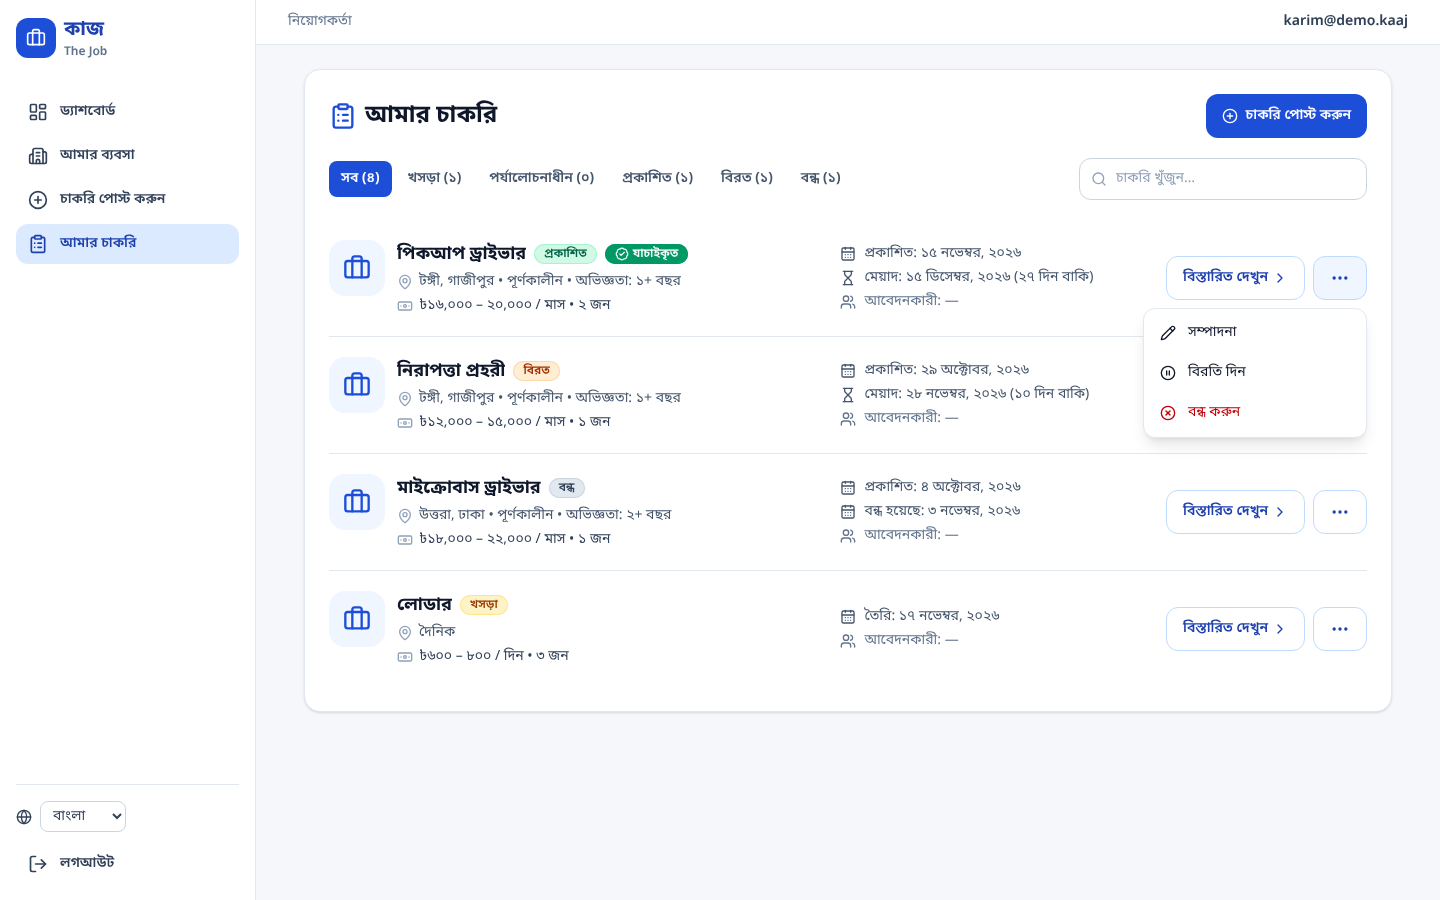 কাজ
The Job
নিয়োগকর্তা
karim@demo.kaaj
ড্যাশবোর্ড
আমার ব্যবসা
চাকরি পোস্ট করুন
আমার চাকরি
আমার চাকরি
চাকরি পোস্ট করুন
সব (৪)
খসড়া (১)
পর্যালোচনাধীন (০)
প্রকাশিত (১)
বিরত (১)
বন্ধ (১)
চাকরি খুঁজুন...
পিকআপ ড্রাইভার প্রকাশিত যাচাইকৃত
টঙ্গী, গাজীপুর • পূর্ণকালীন • অভিজ্ঞতা: ১+ বছর
৳১৬,০০০ – ২০,০০০ / মাস • ২ জন
প্রকাশিত: ১৫ নভেম্বর, ২০২৬
মেয়াদ: ১৫ ডিসেম্বর, ২০২৬ (২৭ দিন বাকি)
আবেদনকারী: —
বিস্তারিত দেখুন
সম্পাদনা
বিরতি দিন
বন্ধ করুন
নিরাপত্তা প্রহরী বিরত
টঙ্গী, গাজীপুর • পূর্ণকালীন • অভিজ্ঞতা: ১+ বছর
৳১২,০০০ – ১৫,০০০ / মাস • ১ জন
প্রকাশিত: ২৯ অক্টোবর, ২০২৬
মেয়াদ: ২৮ নভেম্বর, ২০২৬ (১০ দিন বাকি)
আবেদনকারী: —
মাইক্রোবাস ড্রাইভার বন্ধ
উত্তরা, ঢাকা • পূর্ণকালীন • অভিজ্ঞতা: ২+ বছর
৳১৮,০০০ – ২২,০০০ / মাস • ১ জন
প্রকাশিত: ৪ অক্টোবর, ২০২৬
বন্ধ হয়েছে: ৩ নভেম্বর, ২০২৬
আবেদনকারী: —
বিস্তারিত দেখুন
লোডার খসড়া
দৈনিক
৳৬০০ – ৮০০ / দিন • ৩ জন
তৈরি: ১৭ নভেম্বর, ২০২৬
আবেদনকারী: —
বিস্তারিত দেখুন
বাংলা
লগআউট